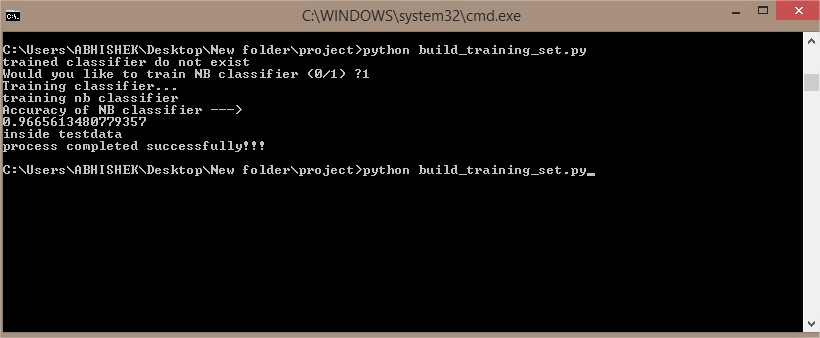 C:\WINDOWS\system32\cmd.exe
C:\Users\ABHISHEK\Desktop\New folder\project>python build_training_set.py
trained classifier do not exist
Would you like to train NB classifier (0/1) ?1
Training classifier...
training nb classifier
Accuracy of NB classifier --->
0.9665613480779357
inside testdata
process completed successfully!!!
C:\Users\ABHISHEK\Desktop\New folder\project>python build_training_set.py_